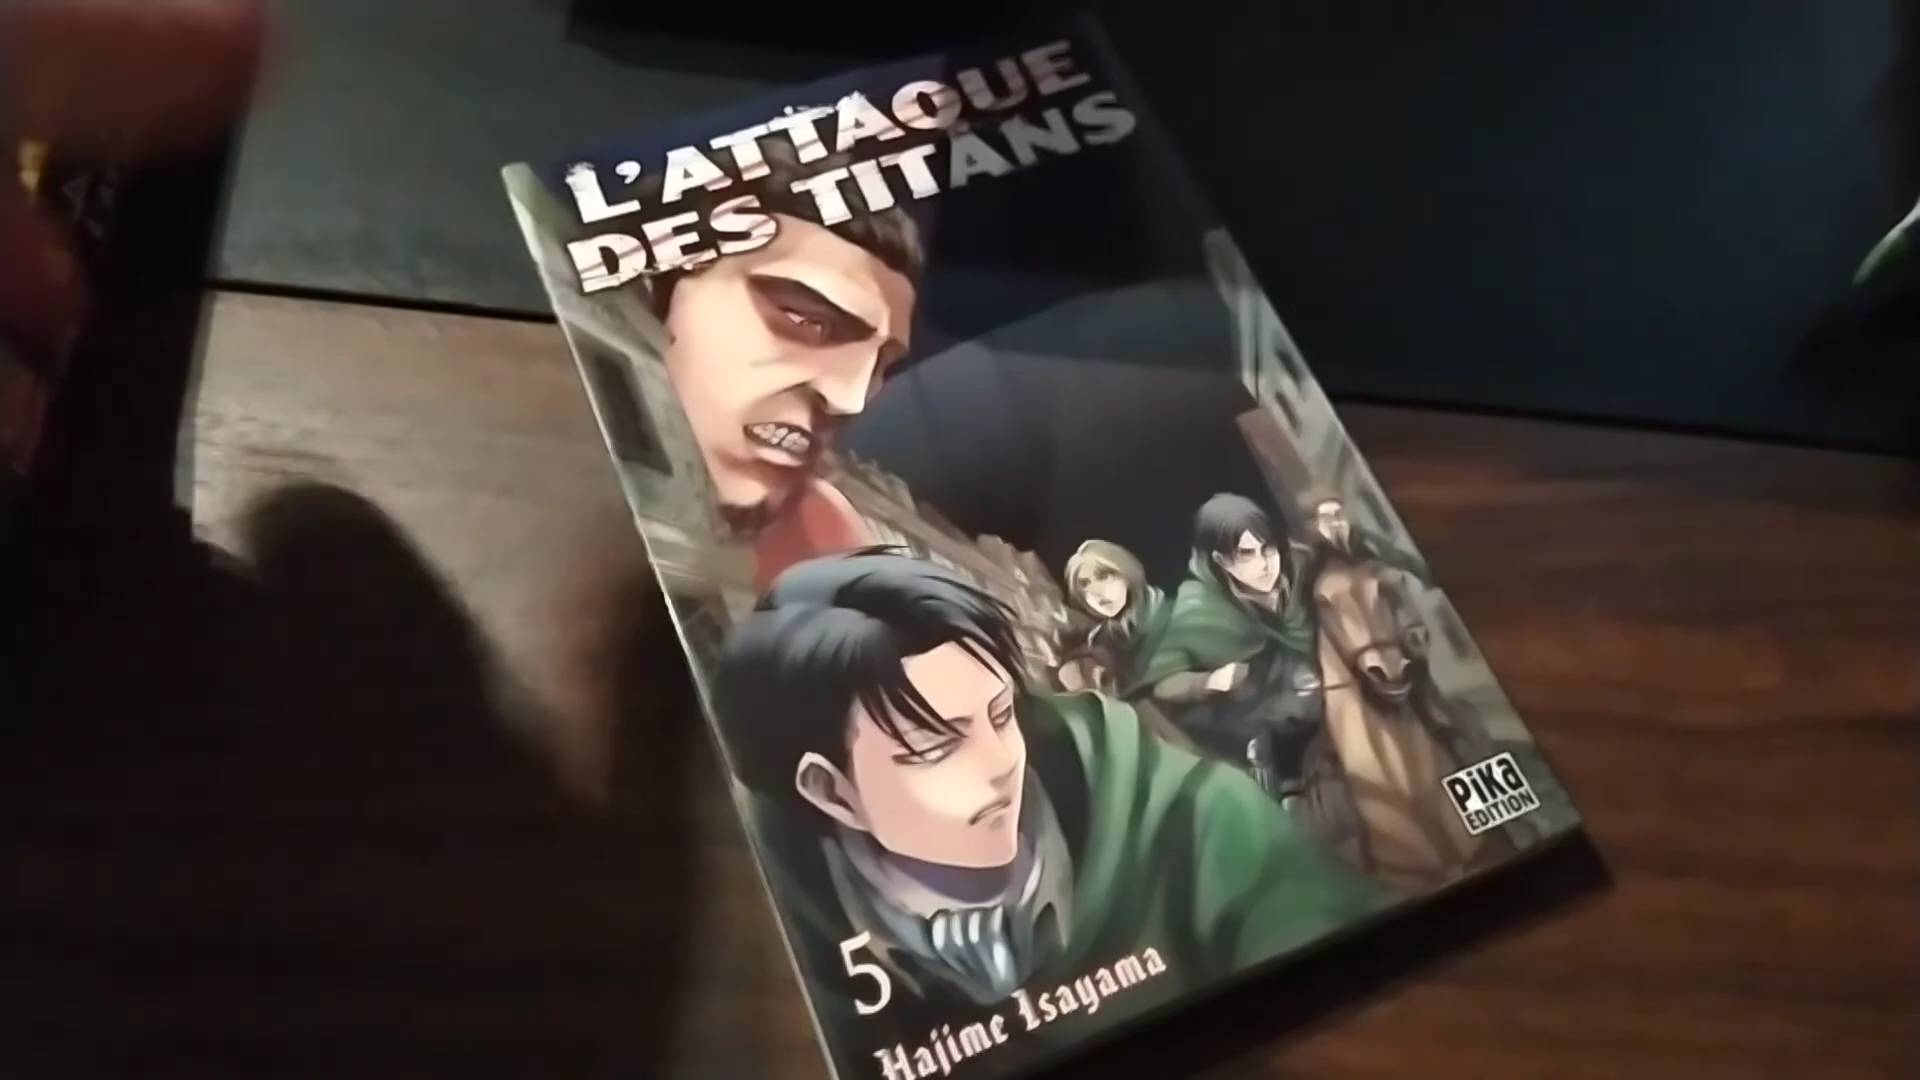 L'ATTAQUE
DES TITANS
PiKa
EDITION
5
Hajime Isayama